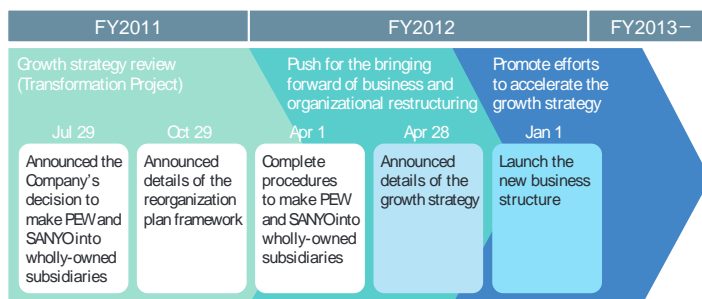 FY2011
FY2012
FY2013−
Growth strategy review
(Transformation Project)
Push for the bringing
forward of business and
organizational restructuring
Promote efforts
to accelerate the
growth strategy
Jul 29
Announced the
Company's
decision to
make PEW and
SANYO into
wholly-owned
subsidiaries
Oct 29
Announced
details of the
reorganization
plan framework
Apr 1
Complete
procedures
to make PEW
and SANYO into
wholly-owned
subsidiaries
Apr 28
Announced
details of the
growth strategy
Jan 1
Launch the
new business
structure